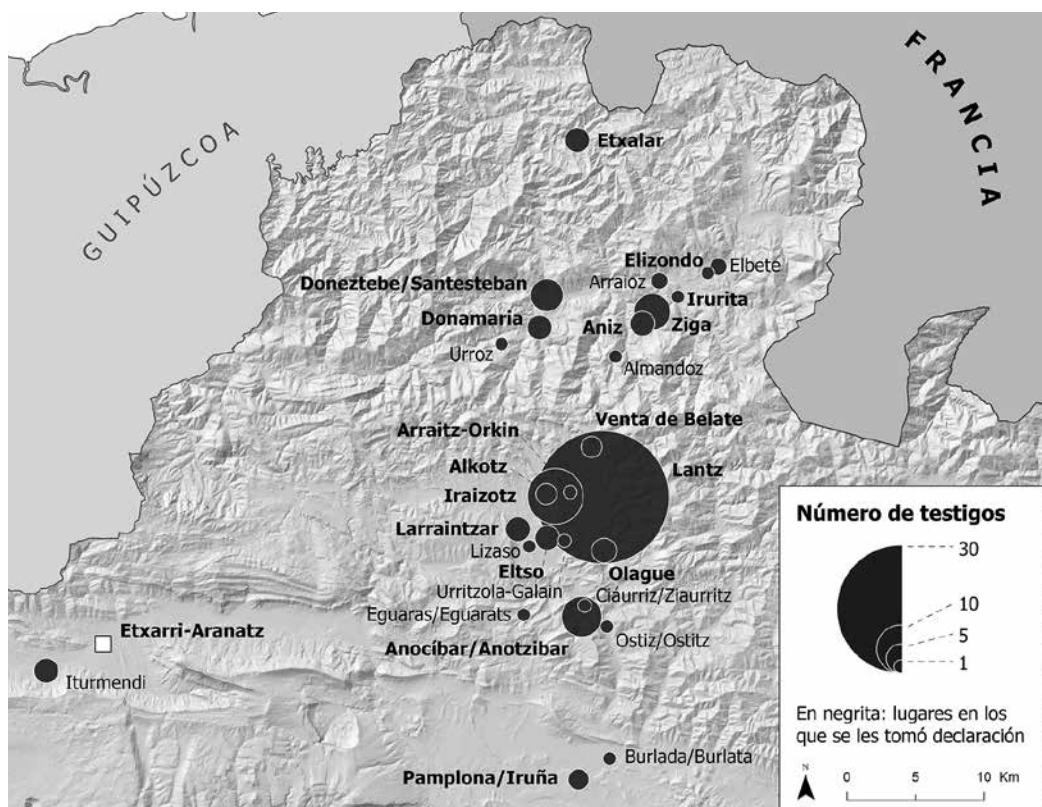 FRANCIA
GUIPÚZCOA
Etxalar
Elizondo
Elbete
Arraioz
Doneztebe/Santesteban
Irurita
Donamaria
Aniz
Ziga
Urroz
Almandoz
Venta de Belate
Arraitz-Orkin
Alkotz
Lantz
Iraizotz
Larraintzar
Lizaso
Eltso
Olague
Urritzola-Galain
Ciáurriz/Ziaurritz
Eguaras/Eguarats
Etxarri-Aranatz
Ostiz/Ostitz
Anocíbar/Anotzibar
Iturmendi
Burlada/Burlata
Pamplona/Iruña
Número de testigos
30
10
5
1
En negrita: lugares en los
que se les tomó declaración
N
0 5 10 Km